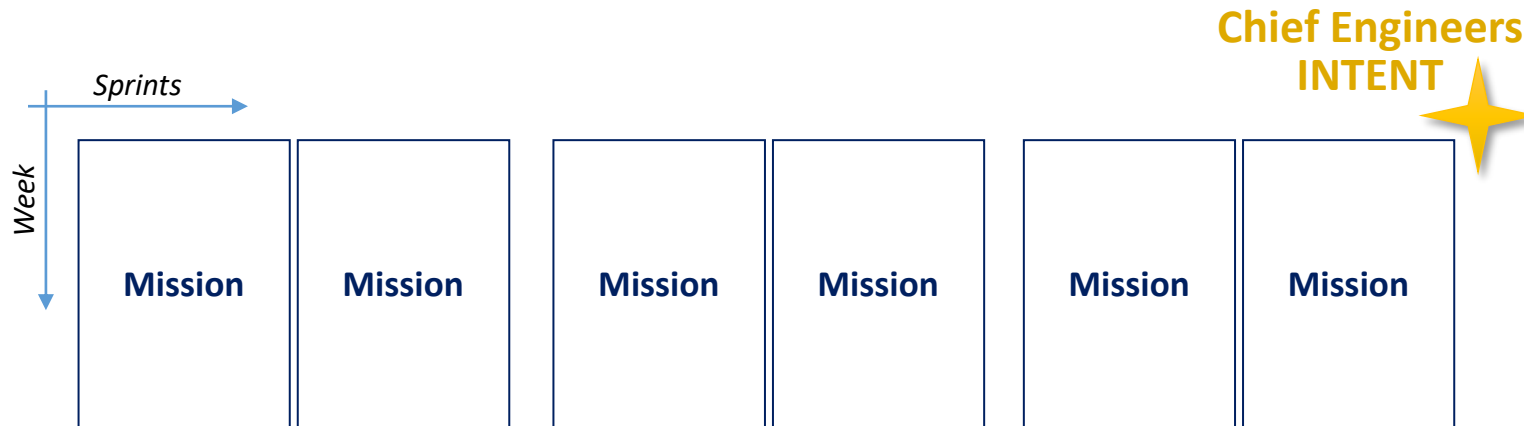 Chief Engineers
INTENT
Sprints
Week
Mission
Mission
Mission
Mission
Mission
Mission